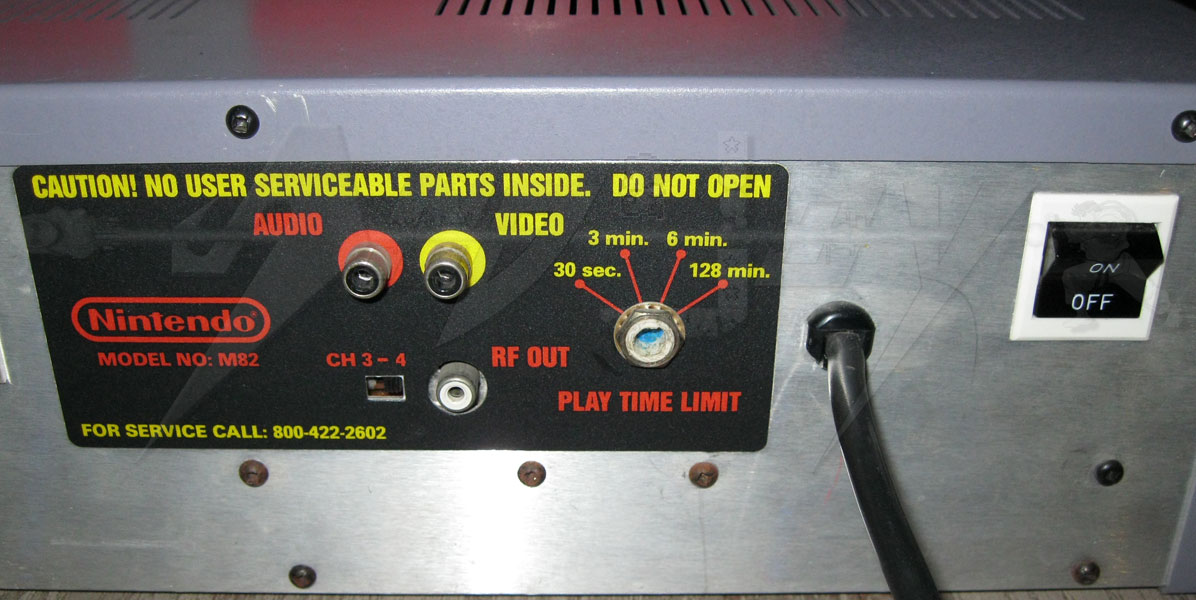 CAUTION! NO USER SERVICEABLE PARTS INSIDE. DO NOT OPEN
AUDIO
VIDEO
3 min. 6 min.
30 sec. 128 min.
Nintendo®
MODEL NO: M82
CH 3 - 4
RF OUT
PLAY TIME LIMIT
FOR SERVICE CALL: 800-422-2602
ON
OFF